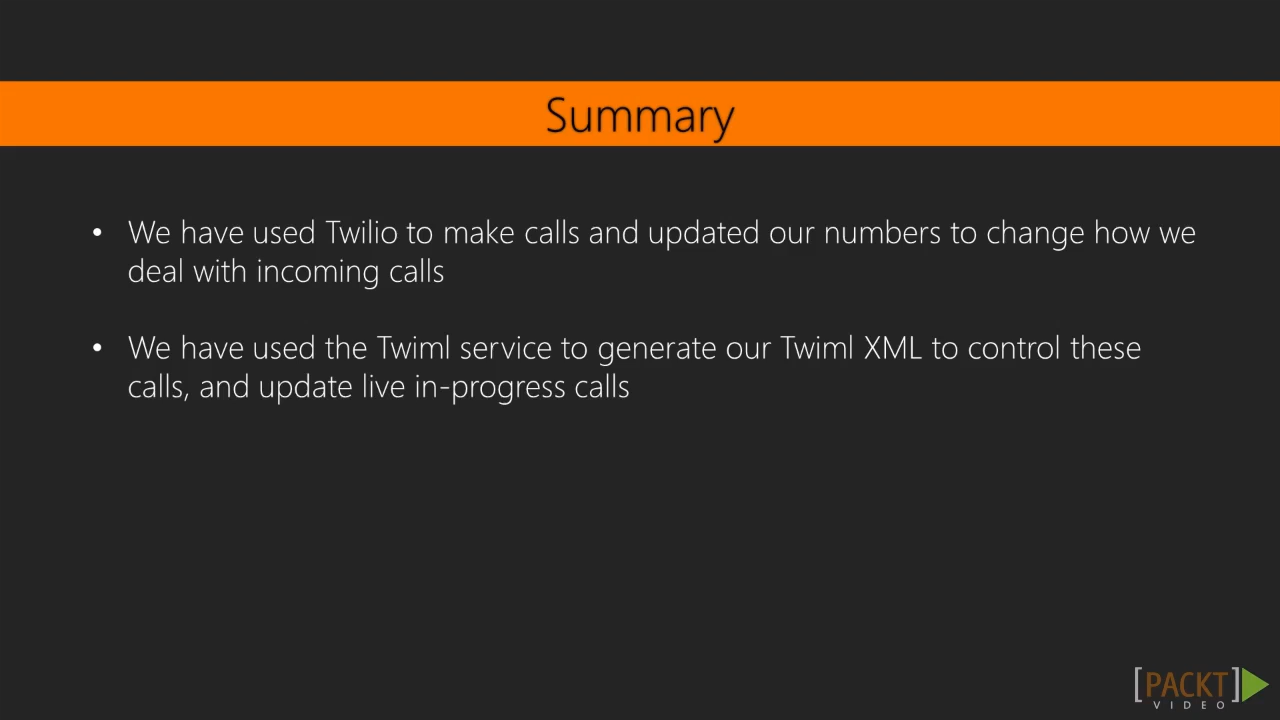 Summary
• We have used Twilio to make calls and updated our numbers to change how we
deal with incoming calls
• We have used the Twiml service to generate our Twiml XML to control these
calls, and update live in-progress calls
[PACKT]
VIDEO